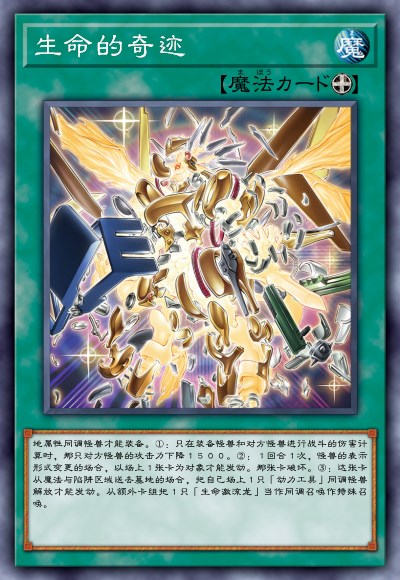 生命的奇迹
魔
【魔法カード】
まほう
地属性同调怪兽才能装备。①：只在装备怪兽和对方怪兽进行战斗的伤害计
算时，那只对方怪兽的攻击力下降1500。②：1回合1次，怪兽的表示
形式变更的场合，以场上1张卡为对象才能发动。那张卡破坏。③：这张卡
从魔法与陷阱区域送去墓地的场合，把自己场上1只「动力工具」同调怪兽
解放才能发动。从额外卡组把1只「生命激流龙」当作同调召唤作特殊召
唤。